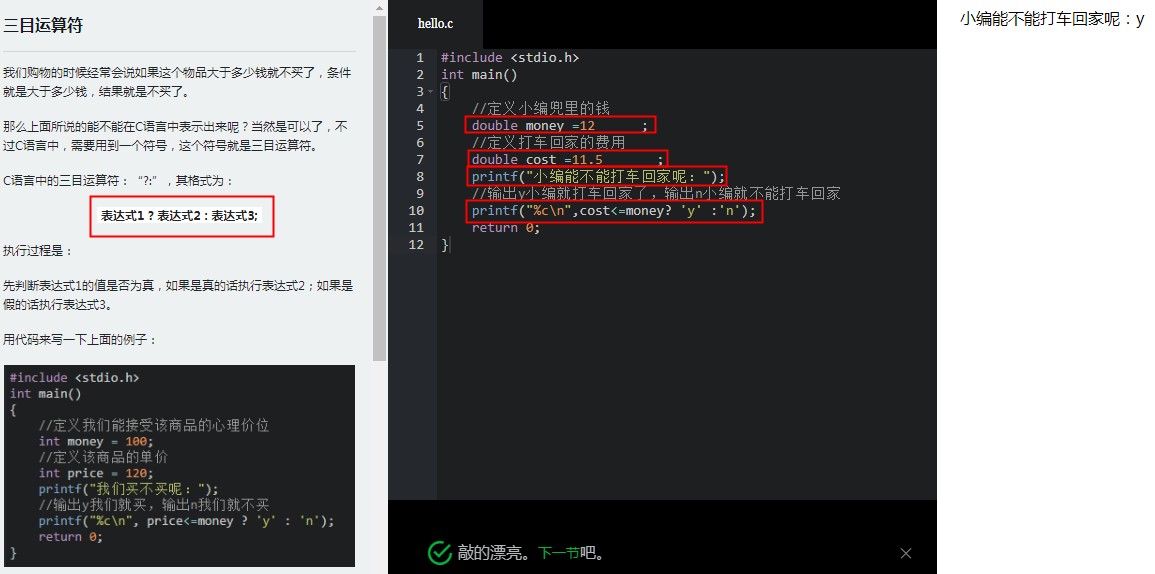 三目运算符
我们购物的时候经常会说如果这个物品大于多少钱就不买了，条件
就是大于多少钱，结果就是不买了。
那么上面所说的能不能在C语言中表示出来呢？当然是可以了，不
过C语言中，需要用到一个符号，这个符号就是三目运算符。
C语言中的三目运算符：“?:”，其格式为：
表达式1 ? 表达式2 : 表达式3;
执行过程是：
先判断表达式1的值是否为真，如果是真的话执行表达式2；如果是
假的话执行表达式3。
用代码来写一下上面的例子：
#include <stdio.h>
int main()
{
//定义我们能接受该商品的心理价位
int money = 100;
//定义该商品的单价
int price = 120;
printf("我们买不买呢：");
//输出y我们就买，输出n我们就不买
printf("%c\n", price<=money ? 'y' : 'n');
return 0;
}
hello.c
1 #include <stdio.h>
2 int main()
3 {
4 //定义小编兜里的钱
5 double money =12 ;
6 //定义打车回家的费用
7 double cost =11.5 ;
8 printf("小编能不能打车回家呢：");
9 //输出y小编就打车回家了，输出n小编就不能打车回家
10 printf("%c\n",cost<=money? 'y' :'n');
11 return 0;
12 }
敲的漂亮。下一节吧。
小编能不能打车回家呢：y